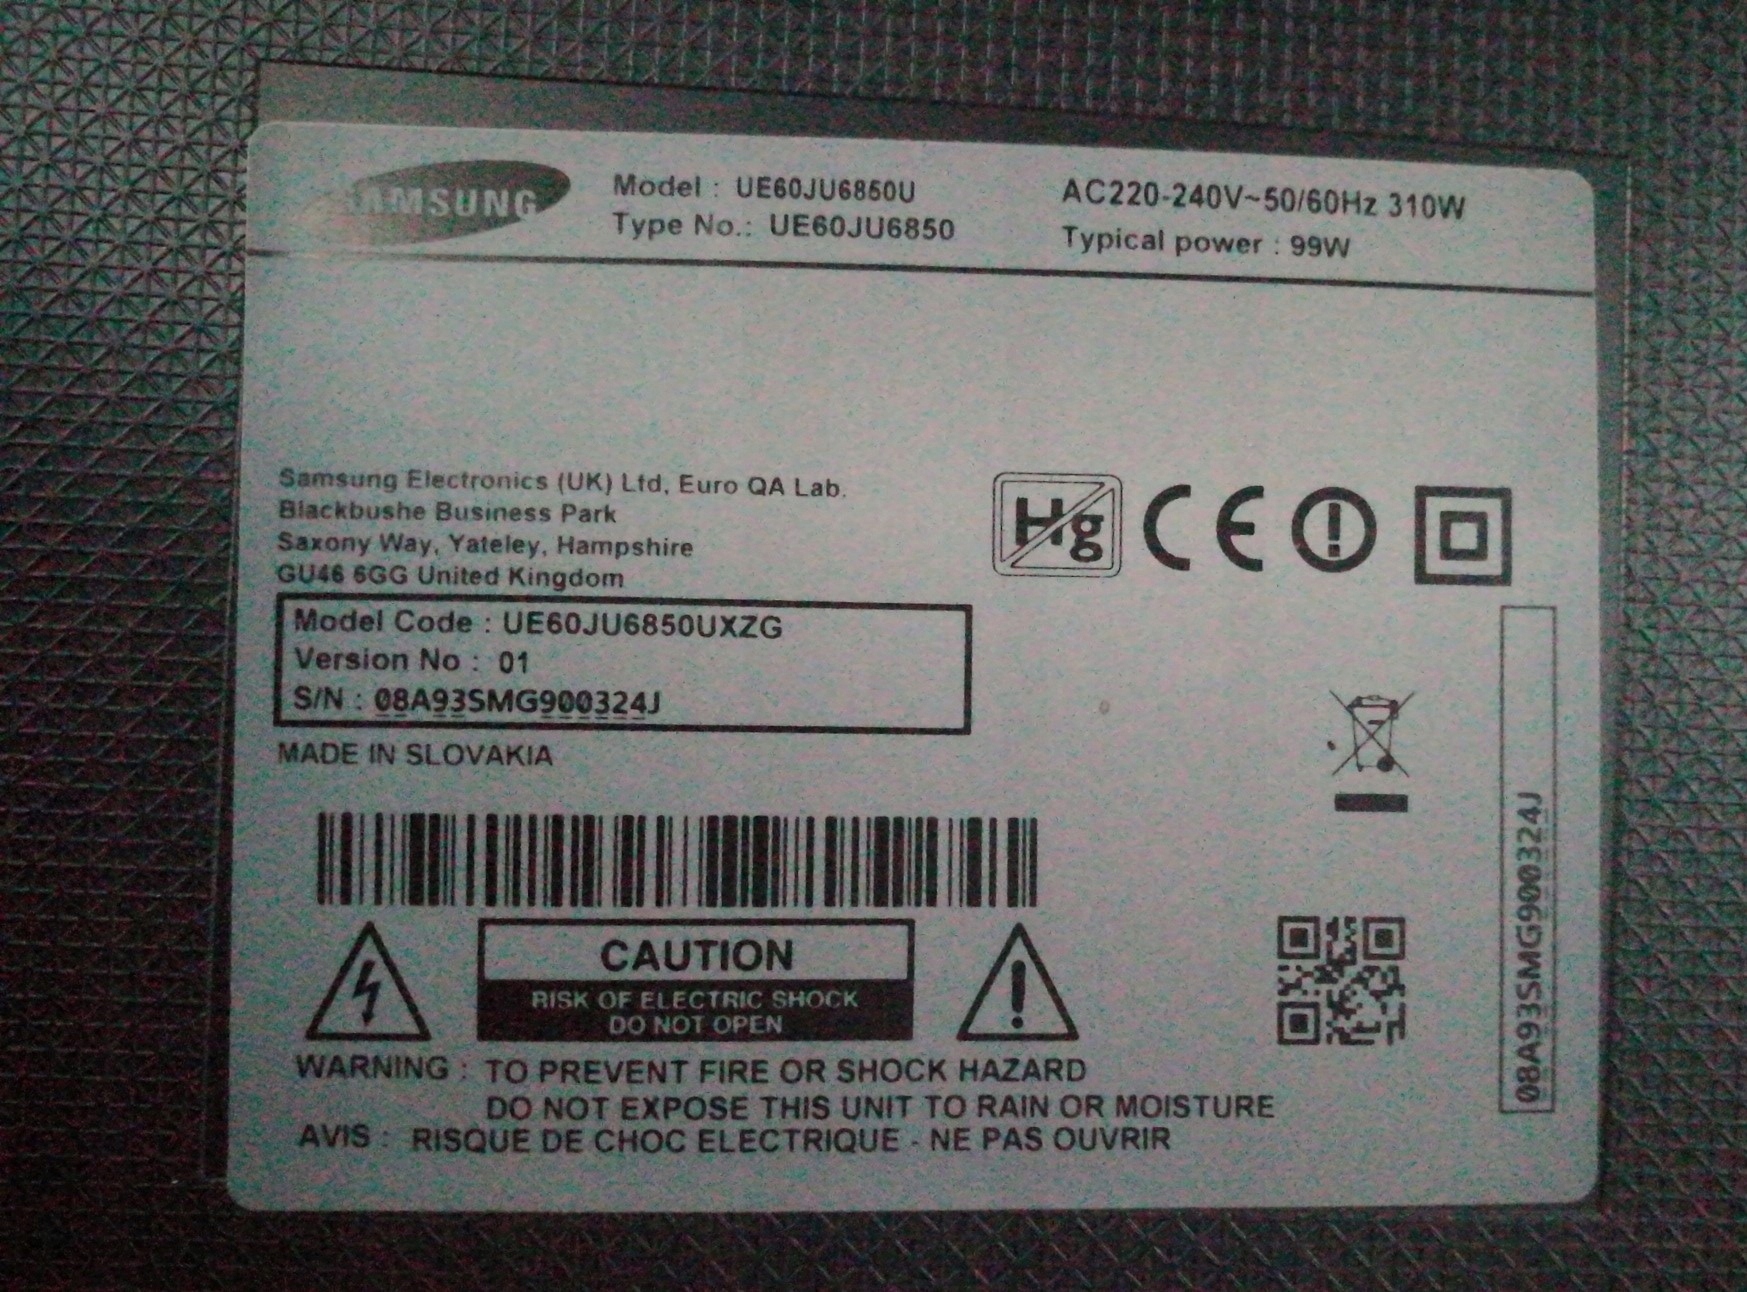 SAMSUNG
Model : UE60JU6850U
Type No.: UE60JU6850
AC220-240V~50/60Hz 310W
Typical power : 99W
Samsung Electronics (UK) Ltd, Euro QA Lab.
Blackbushe Business Park
Saxony Way, Yateley, Hampshire
GU46 6GG United Kingdom
Hg CE
Model Code : UE60JU6850UXZG
Version No : 01
S/N : 08A93SMG900324J
MADE IN SLOVAKIA
08A93SMG900324J
CAUTION
RISK OF ELECTRIC SHOCK
DO NOT OPEN
WARNING : TO PREVENT FIRE OR SHOCK HAZARD
DO NOT EXPOSE THIS UNIT TO RAIN OR MOISTURE
AVIS : RISQUE DE CHOC ELECTRIQUE - NE PAS OUVRIR